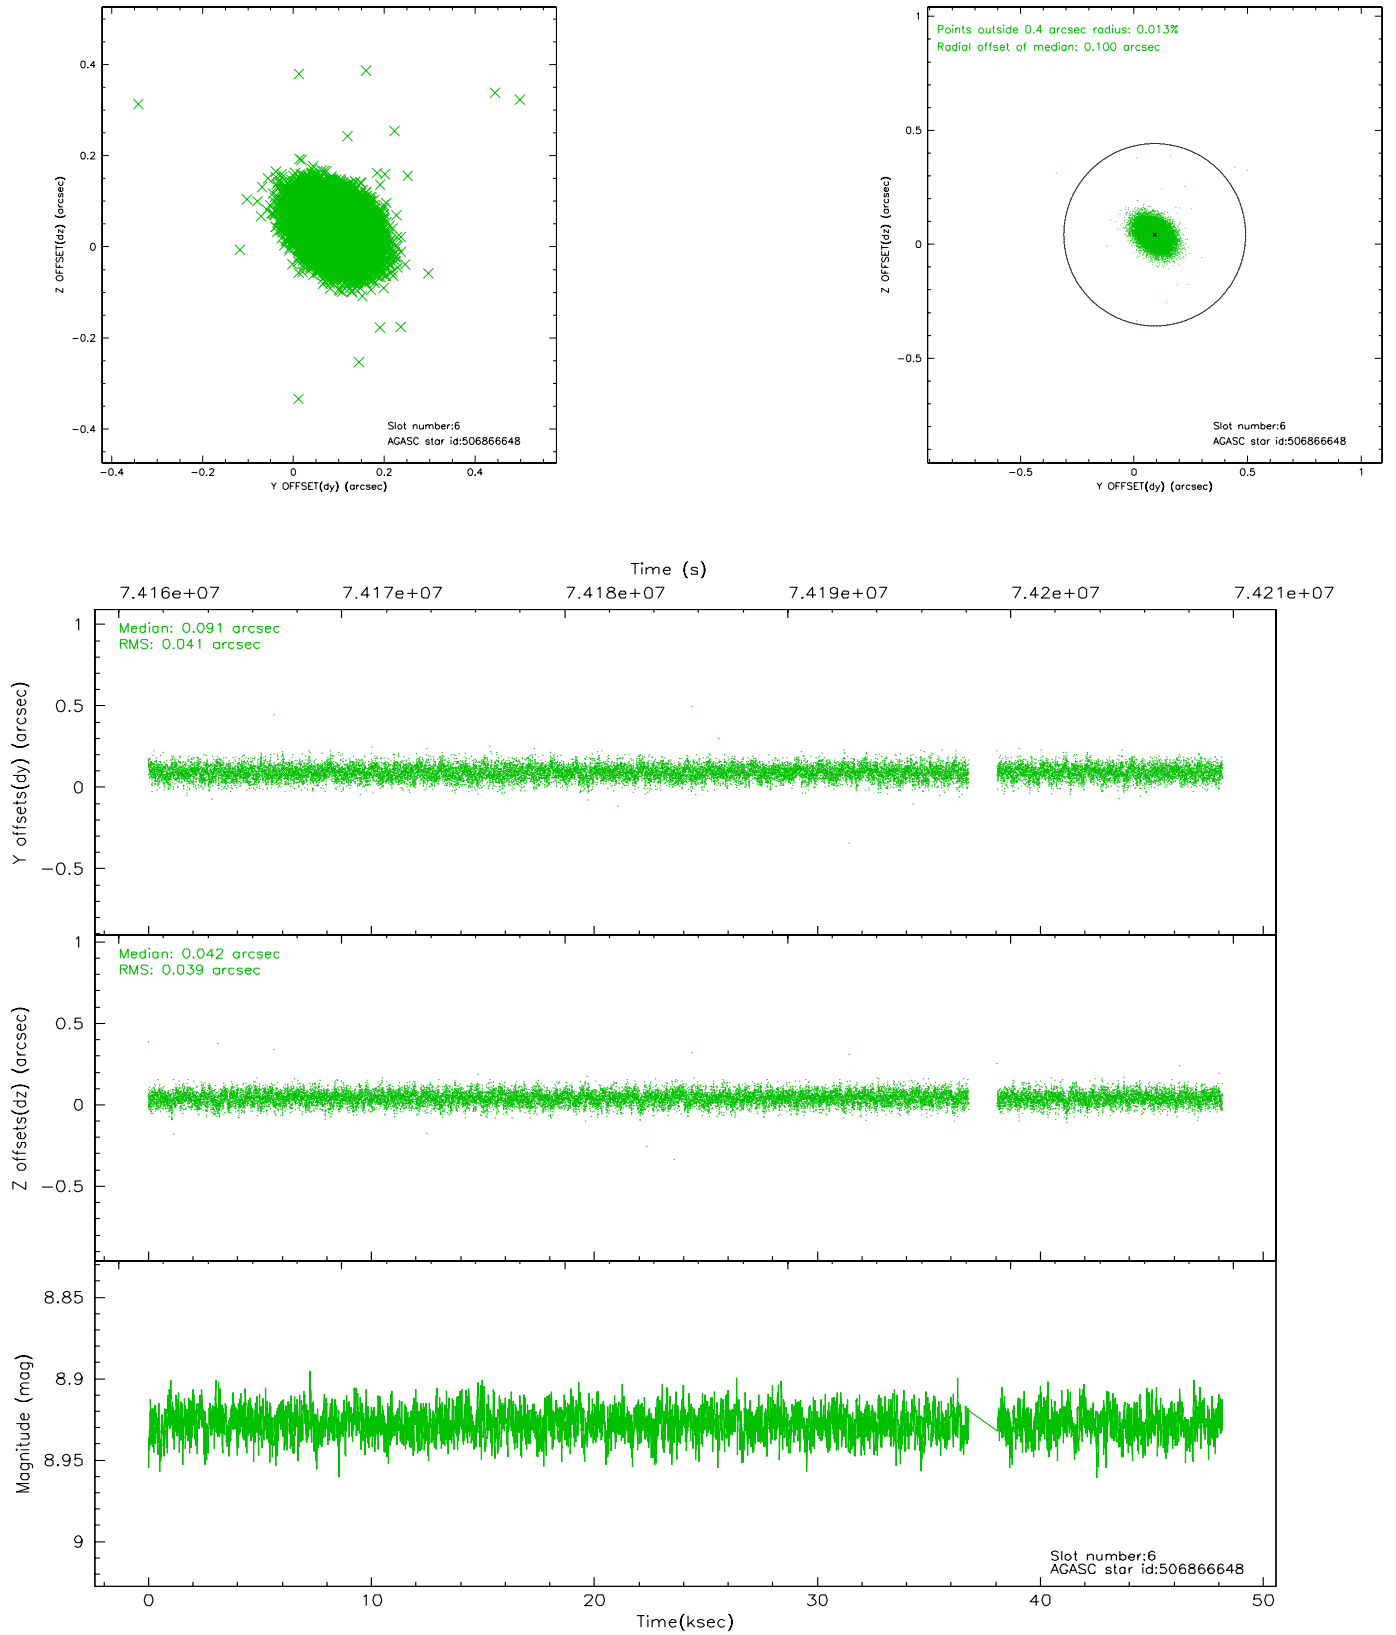 0.4
0.2
0
-0.2
-0.4
Z OFFSET(dz) (arcsec)
Slot number:6
AGASC star id:506866648
-0.4
-0.2
0
0.2
0.4
Y OFFSET(dy) (arcsec)
Points outside 0.4 arcsec radius: 0.013%
Radial offset of median: 0.100 arcsec
1
0.5
0
-0.5
Z OFFSET(dz) (arcsec)
Slot number:6
AGASC star id:506866648
-0.5
0
0.5
1
Y OFFSET(dy) (arcsec)
Time (s)
7.416e+07
7.417e+07
7.418e+07
7.419e+07
7.42e+07
7.421e+07
Median: 0.091 arcsec
RMS: 0.041 arcsec
1
0.5
0
-0.5
Y offsets(dy) (arcsec)
Median: 0.042 arcsec
RMS: 0.039 arcsec
1
0.5
0
-0.5
Z offsets(dz) (arcsec)
8.85
8.9
8.95
9
Magnitude (mag)
Slot number:6
AGASC star id:506866648
0
10
20
30
40
50
Time(ksec)